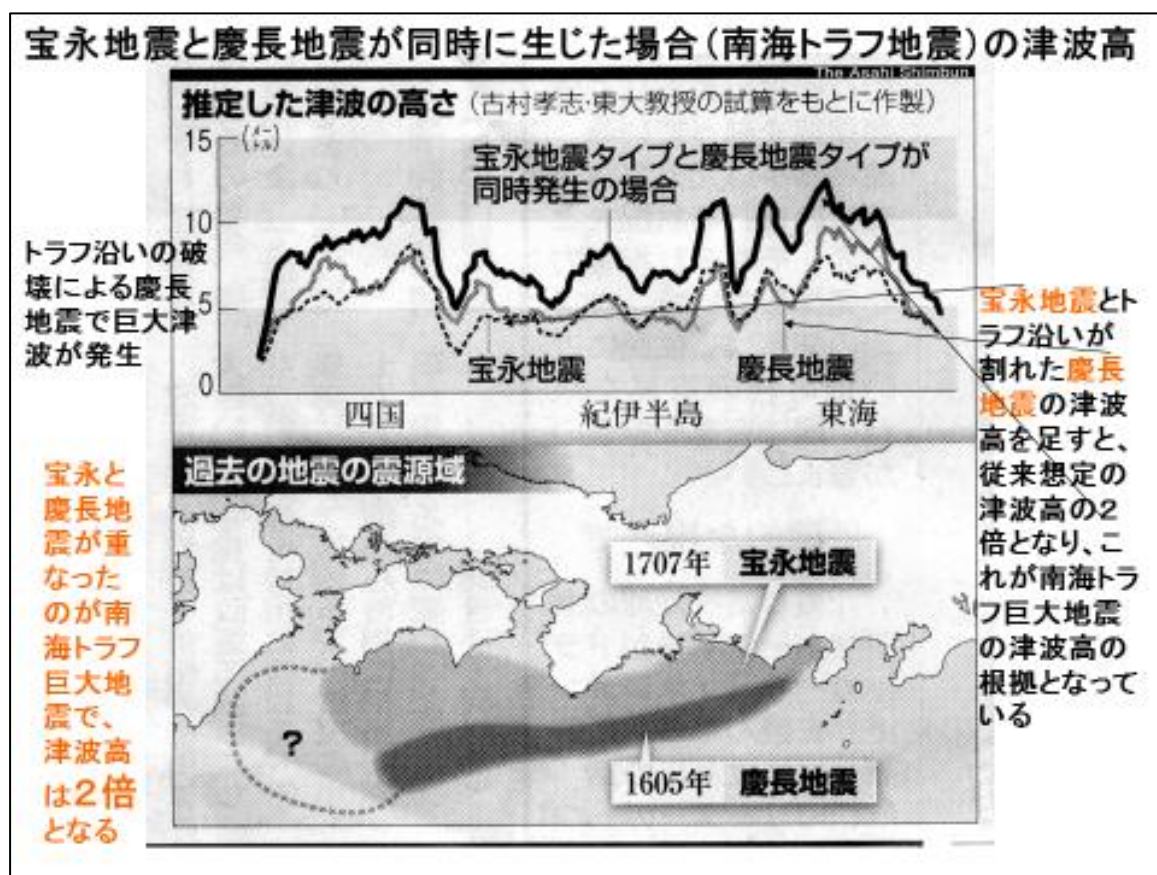 宝永地震と慶長地震が同時に生じた場合(南海トラフ地震)の津波高
The Asahi Shimbun
推定した津波の高さ(古村孝志・東大教授の試算をもとに作製)
15
(メートル)
宝永地震タイプと慶長地震タイプが
同時発生の場合
10
5
0
宝永地震
慶長地震
四国
紀伊半島
東海
トラフ沿いの破
壊による慶長
地震で巨大津
波が発生
宝永地震とト
ラフ沿いが
割れた慶長
地震の津波
高を足すと、
従来想定の
津波高の2
倍となり、こ
れが南海トラ
フ巨大地震
の津波高の
根拠となって
いる
宝永と
慶長地
震が重
なった
のが南
海トラフ
巨大地
震で、
津波高
は2倍
となる
過去の地震の震源域
1707年 宝永地震
?
1605年 慶長地震